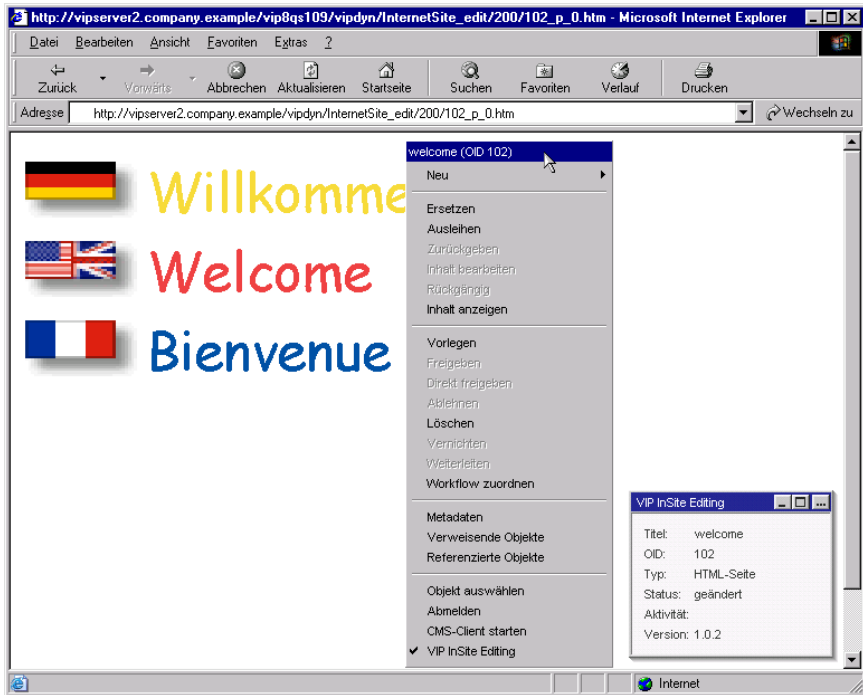 http://vipserver2.company.example/vip8qs109/vipdyn/InternetSite_edit/200/102_p_0.htm - Microsoft Internet Explorer
Datei Bearbeiten Ansicht Favoriten Extras ?
Zurück Vorwärts Abbrechen Aktualisieren Startseite Suchen Favoriten Verlauf Drucken
Adresse http://vipserver2.company.example/vipdyn/InternetSite_edit/200/102_p_0.htm Wechseln zu
Willkomme
Welcome
Bienvenue
welcome (OID 102)
Neu
Ersetzen
Ausleihen
Zurückgeben
Inhalt bearbeiten
Rückgängig
Inhalt anzeigen
Vorlegen
Freigeben
Direkt freigeben
Ablehnen
Löschen
Vernichten
Weiterleiten
Workflow zuordnen
Metadaten
Verweisende Objekte
Referenzierte Objekte
Objekt auswählen
Abmelden
CMS-Client starten
VIP InSite Editing
VIP InSite Editing
Titel: welcome
OID: 102
Typ: HTML-Seite
Status: geändert
Aktivität:
Version: 1.0.2
Internet